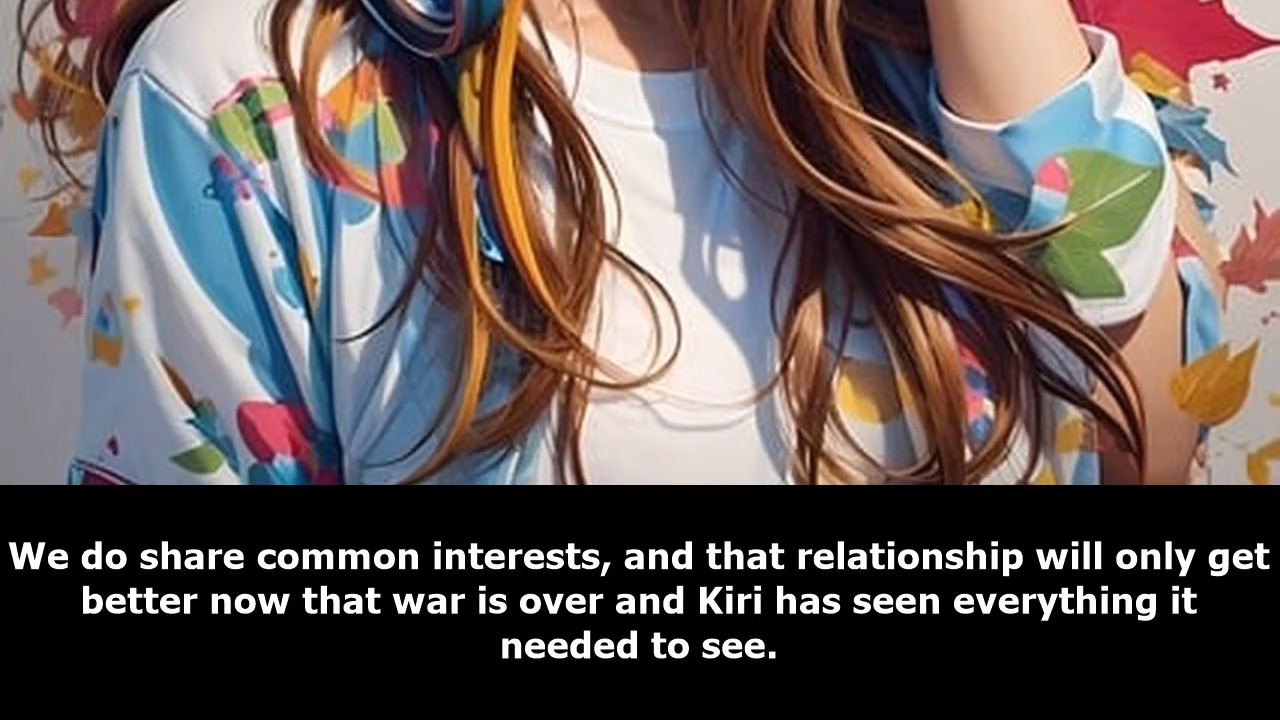 We do share common interests, and that relationship will only get
better now that war is over and Kiri has seen everything it
needed to see.